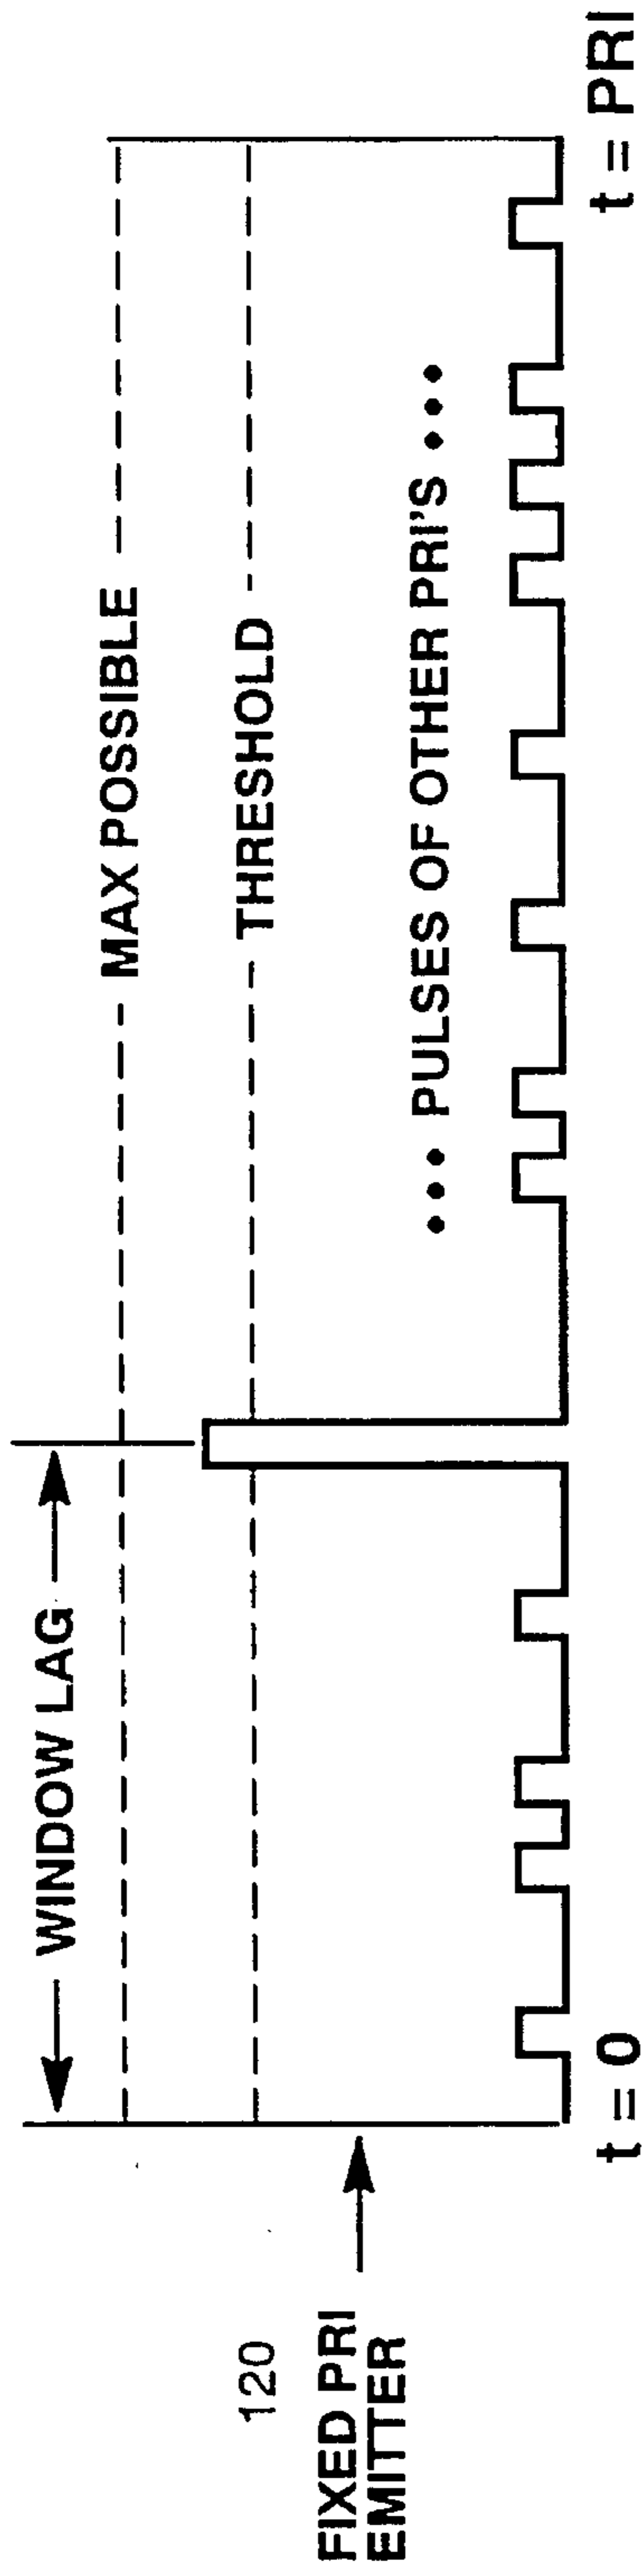 WINDOW LAG
MAX POSSIBLE
120
THRESHOLD
FIXED PRI
EMITTER
••• PULSES OF OTHER PRI'S •••
t = 0
t = PRI